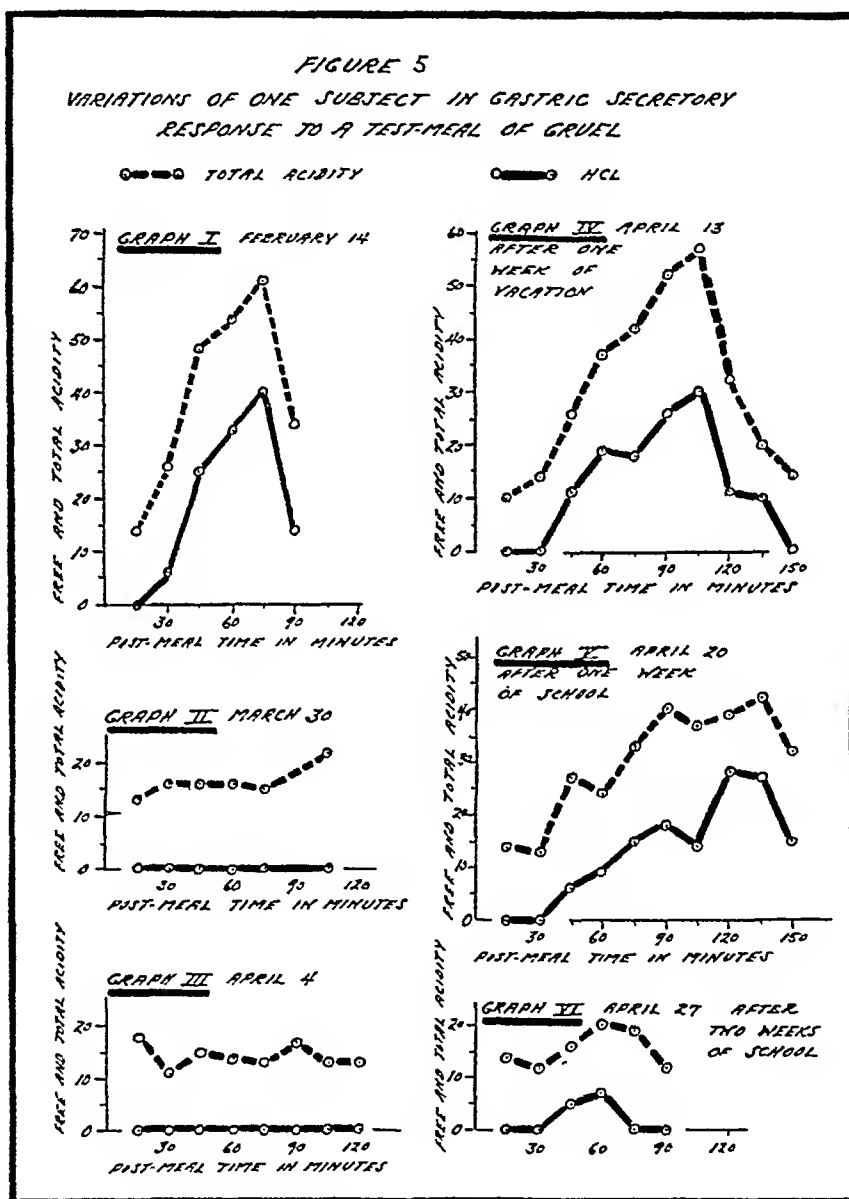 FIGURE 5
VARIATIONS OF ONE SUBJECT IN GASTRIC SECRETORY
RESPONSE TO A TEST-MEAL OF GRUEL
TOTAL ACIDITY
HCL
GRAPH I FEBRUARY 14
FREE AND TOTAL ACIDITY
70
60
50
40
30
20
10
0
30 60 90 120
POST-MEAL TIME IN MINUTES
GRAPH II MARCH 30
FREE AND TOTAL ACIDITY
20
10
0
30 60 90 120
POST-MEAL TIME IN MINUTES
GRAPH III APRIL 4
FREE AND TOTAL ACIDITY
20
10
0
30 60 90 120
POST-MEAL TIME IN MINUTES
GRAPH IV APRIL 13
AFTER ONE
WEEK OF
VACATION
FREE AND TOTAL ACIDITY
60
50
40
30
20
10
0
30 60 90 120 150
POST-MEAL TIME IN MINUTES
GRAPH V APRIL 20
AFTER ONE WEEK
OF SCHOOL
FREE AND TOTAL ACIDITY
50
40
30
20
10
0
30 60 90 120 150
POST-MEAL TIME IN MINUTES
GRAPH VI APRIL 27 AFTER
TWO WEEKS
OF SCHOOL
FREE AND TOTAL ACIDITY
20
10
0
30 60 90 120
POST-MEAL TIME IN MINUTES